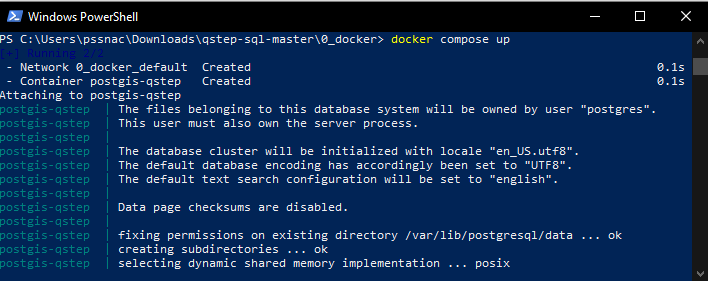 Windows PowerShell
PS C:\Users\pssnac\Downloads\qstep-sql-master\0_docker> docker compose up
[+] Running 2/2
- Network 0_docker_default Created 0.1s
- Container postgis-qstep Created 0.1s
Attaching to postgis-qstep
postgis-qstep | The files belonging to this database system will be owned by user "postgres".
postgis-qstep | This user must also own the server process.
postgis-qstep |
postgis-qstep | The database cluster will be initialized with locale "en_US.utf8".
postgis-qstep | The default database encoding has accordingly been set to "UTF8".
postgis-qstep | The default text search configuration will be set to "english".
postgis-qstep |
postgis-qstep | Data page checksums are disabled.
postgis-qstep |
postgis-qstep | fixing permissions on existing directory /var/lib/postgresql/data ... ok
postgis-qstep | creating subdirectories ... ok
postgis-qstep | selecting dynamic shared memory implementation ... posix